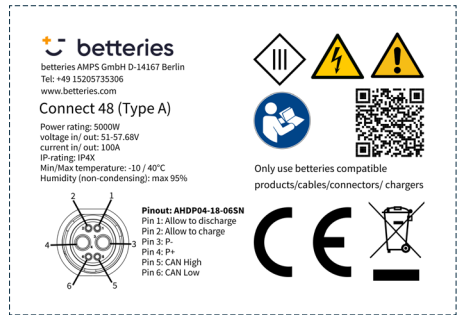 betteries
betteries AMPS GmbH D-14167 Berlin
Tel: +49 15205735306
www.betteries.com
Connect 48 (Type A)
Power rating: 5000W
voltage in/ out: 51-57.68V
current in/ out: 100A
IP-rating: IP4X
Min/Max temperature: -10 / 40°C
Humidity (non-condensing): max 95%
III
Only use betteries compatible
products/cables/connectors/ chargers
2
1
4
3
6
5
Pinout: AHDP04-18-06SN
Pin 1: Allow to discharge
Pin 2: Allow to charge
Pin 3: P-
Pin 4: P+
Pin 5: CAN High
Pin 6: CAN Low
CE